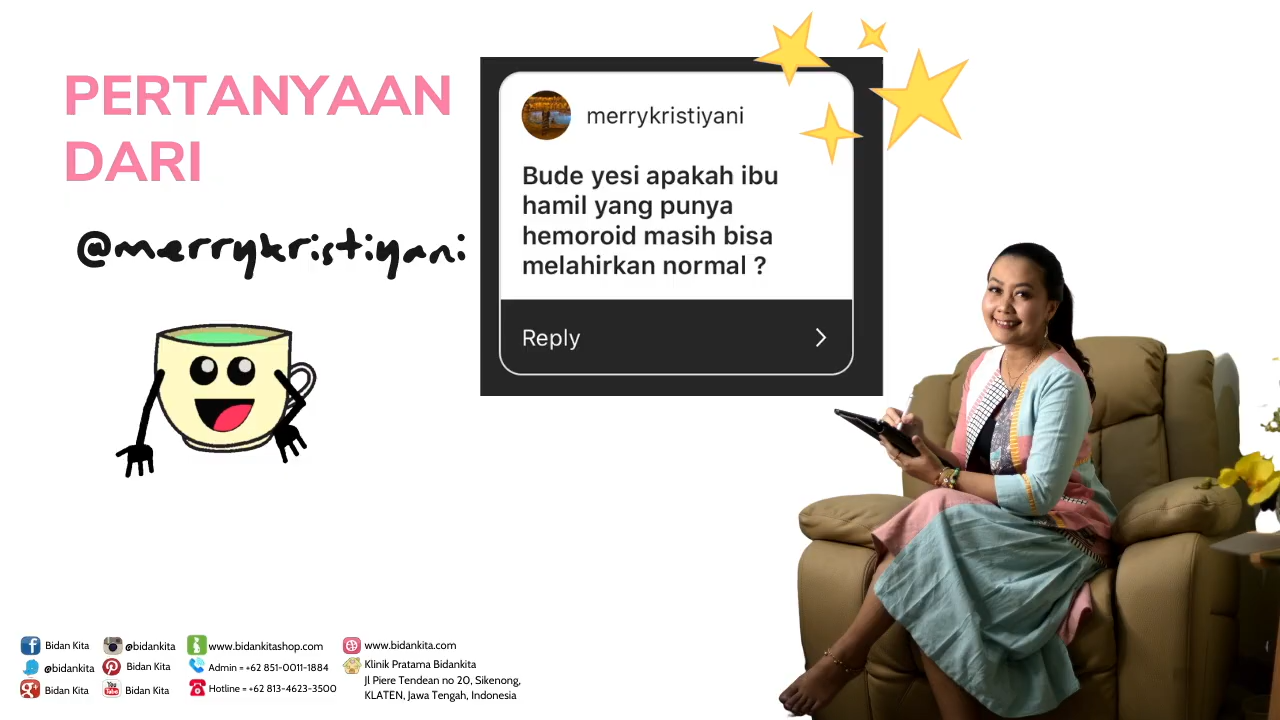 PERTANYAAN
DARI
@merrykristiyani
merrykristiyani
Bude yesi apakah ibu
hamil yang punya
hemoroid masih bisa
melahirkan normal ?
Reply
Bidan Kita
@bidankita
www.bidankitashop.com
www.bidankita.com
@bidankita
Bidan Kita
Admin = +62 851-0011-1884
Klinik Pratama Bidankita
Bidan Kita
You Tube
Bidan Kita
Hotline = +62 813-4623-3500
Jl Piere Tendean no 20, Sikenong,
KLATEN, Jawa Tengah, Indonesia